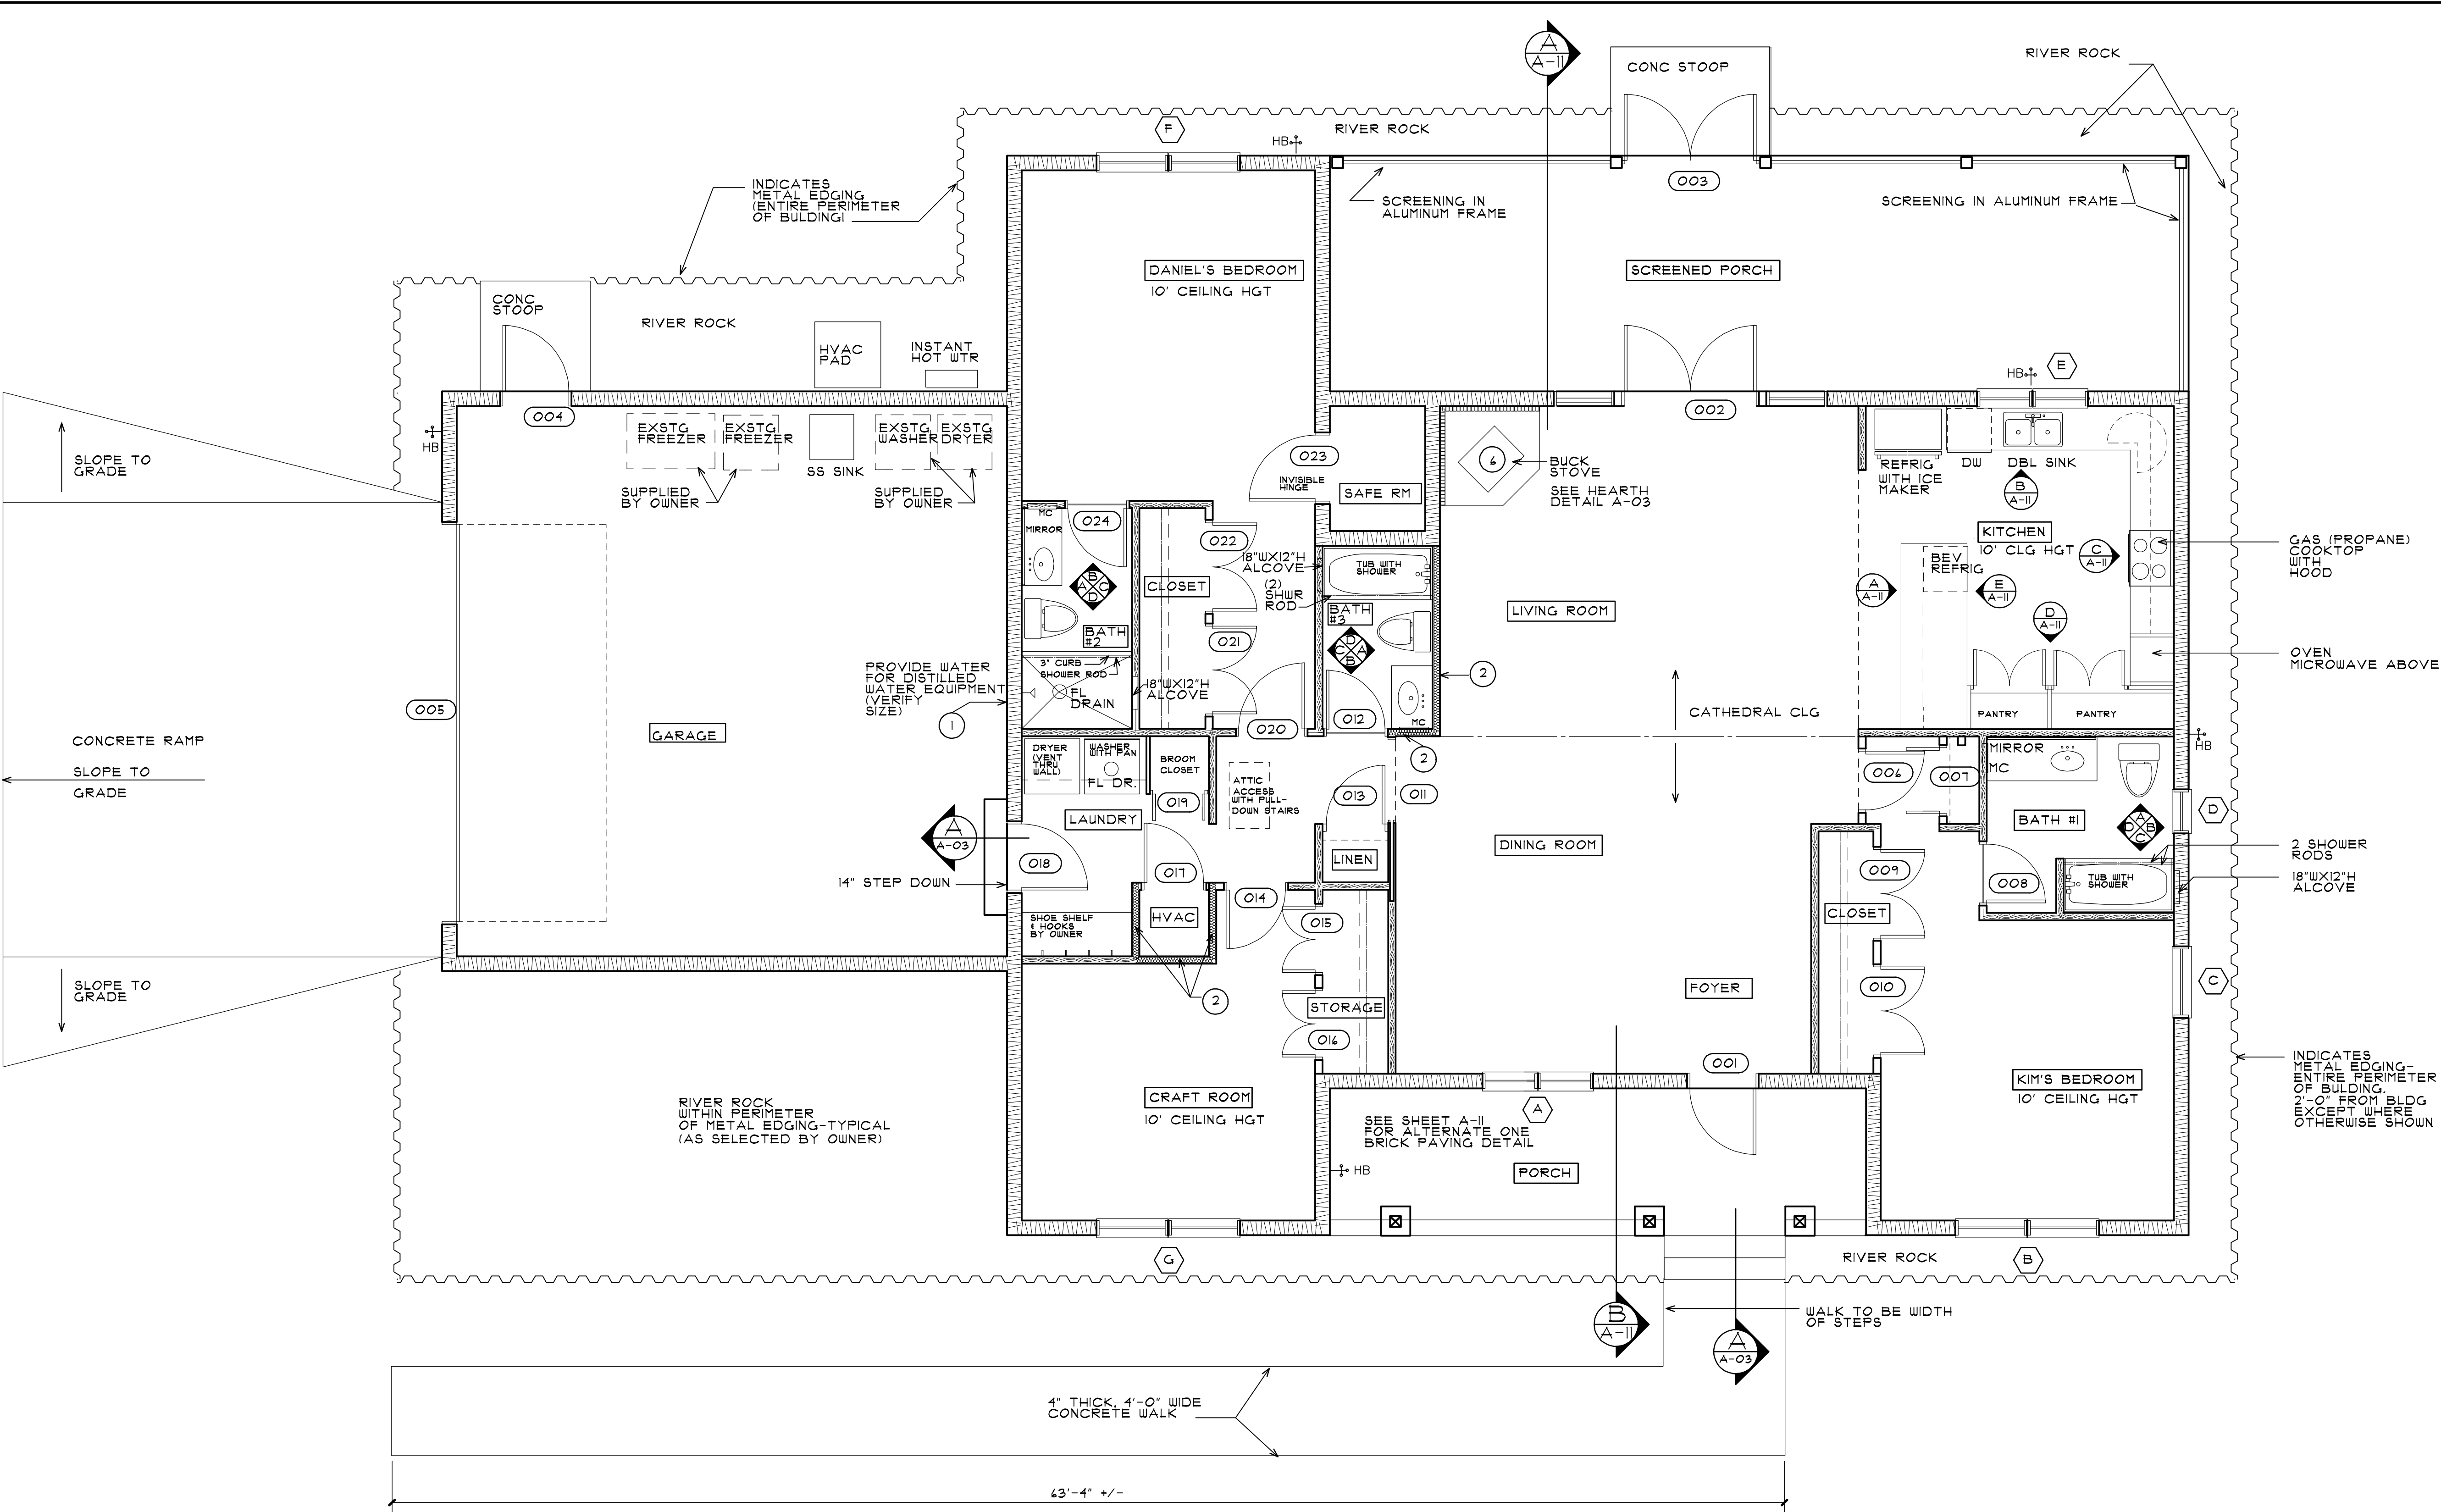 A
A-11
CONC STOOP
RIVER ROCK
F
HB
RIVER ROCK
INDICATES
METAL EDGING
(ENTIRE PERIMETER
OF BULDING)
SCREENING IN
ALUMINUM FRAME
003
SCREENING IN ALUMINUM FRAME
DANIEL'S BEDROOM
10' CEILING HGT
SCREENED PORCH
CONC
STOOP
RIVER ROCK
HVAC
PAD
INSTANT
HOT WTR
HB
E
004
002
HB
SLOPE TO
GRADE
EXSTG
FREEZER
EXSTG
FREEZER
SS SINK
EXSTG
WASHER
EXSTG
DRYER
SUPPLIED
BY OWNER
SUPPLIED
BY OWNER
023
INVISIBLE
HINGE
SAFE RM
6
BUCK
STOVE
SEE HEARTH
DETAIL A-03
REFRIG
WITH ICE
MAKER
DW
DBL SINK
B
A-11
KITCHEN
10' CLG HGT
C
A-11
GAS (PROPANE)
COOKTOP
WITH
HOOD
MC
MIRROR
024
022
18"WX12"H
ALCOVE
(2)
SHWR
ROD
TUB WITH
SHOWER
BEV
REFRIG
A
A-11
E
A-11
D
A-11
B
A
C
D
CLOSET
BATH
#3
LIVING ROOM
BATH
#2
021
D
C
A
B
3" CURB
SHOWER ROD
FL
DRAIN
18"WX12"H
ALCOVE
2
OVEN
MICROWAVE ABOVE
PROVIDE WATER
FOR DISTILLED
WATER EQUIPMENT
(VERIFY
SIZE)
1
005
GARAGE
020
012
MC
CATHEDRAL CLG
PANTRY
PANTRY
CONCRETE RAMP
SLOPE TO
GRADE
DRYER
(VENT
THRU
WALL)
WASHER
WITH PAN
FL DR.
BROOM
CLOSET
2
MIRROR
MC
HB
019
ATTIC
ACCESS
WITH PULL-
DOWN STAIRS
013
011
006
007
LAUNDRY
BATH #1
A
D
B
C
D
A
A-03
018
017
LINEN
DINING ROOM
2 SHOWER
RODS
14" STEP DOWN
014
009
008
TUB WITH
SHOWER
18"WX12"H
ALCOVE
SHOE SHELF
& HOOKS
BY OWNER
HVAC
015
CLOSET
2
STORAGE
016
FOYER
010
C
SLOPE TO
GRADE
001
CRAFT ROOM
10' CEILING HGT
KIM'S BEDROOM
10' CEILING HGT
INDICATES
METAL EDGING-
ENTIRE PERIMETER
OF BULDING.
2'-0" FROM BLDG
EXCEPT WHERE
OTHERWISE SHOWN
RIVER ROCK
WITHIN PERIMETER
OF METAL EDGING-TYPICAL
(AS SELECTED BY OWNER)
A
SEE SHEET A-11
FOR ALTERNATE ONE
BRICK PAVING DETAIL
HB
PORCH
G
RIVER ROCK
B
B
A-11
A
A-03
WALK TO BE WIDTH
OF STEPS
4" THICK, 4'-0" WIDE
CONCRETE WALK
63'-4" +/-